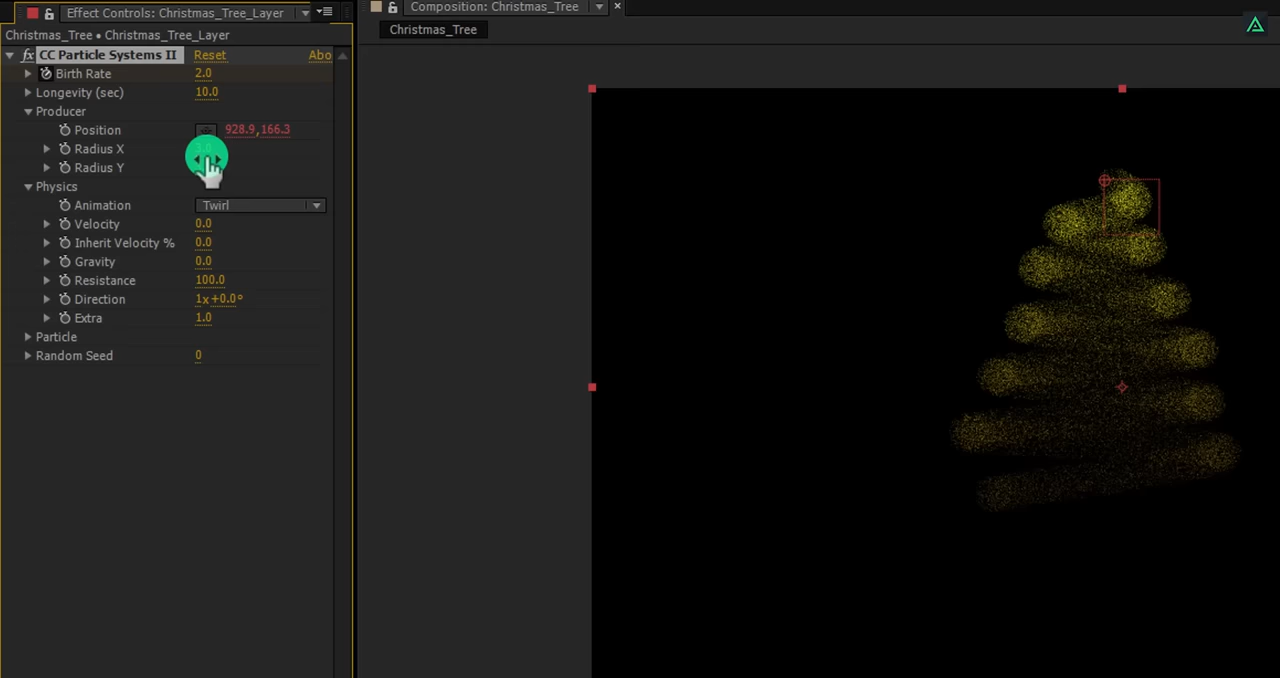 Effect Controls: Christmas_Tree_Layer
Composition: Christmas_Tree
Christmas_Tree • Christmas_Tree_Layer
Christmas_Tree
fx CC Particle Systems II Reset Abo
Birth Rate 2.0
Longevity (sec) 10.0
Producer
Position 928.9,166.3
Radius X 3.0
Radius Y
Physics
Animation Twirl
Velocity 0.0
Inherit Velocity % 0.0
Gravity 0.0
Resistance 100.0
Direction 1x+0.0°
Extra 1.0
Particle
Random Seed 0